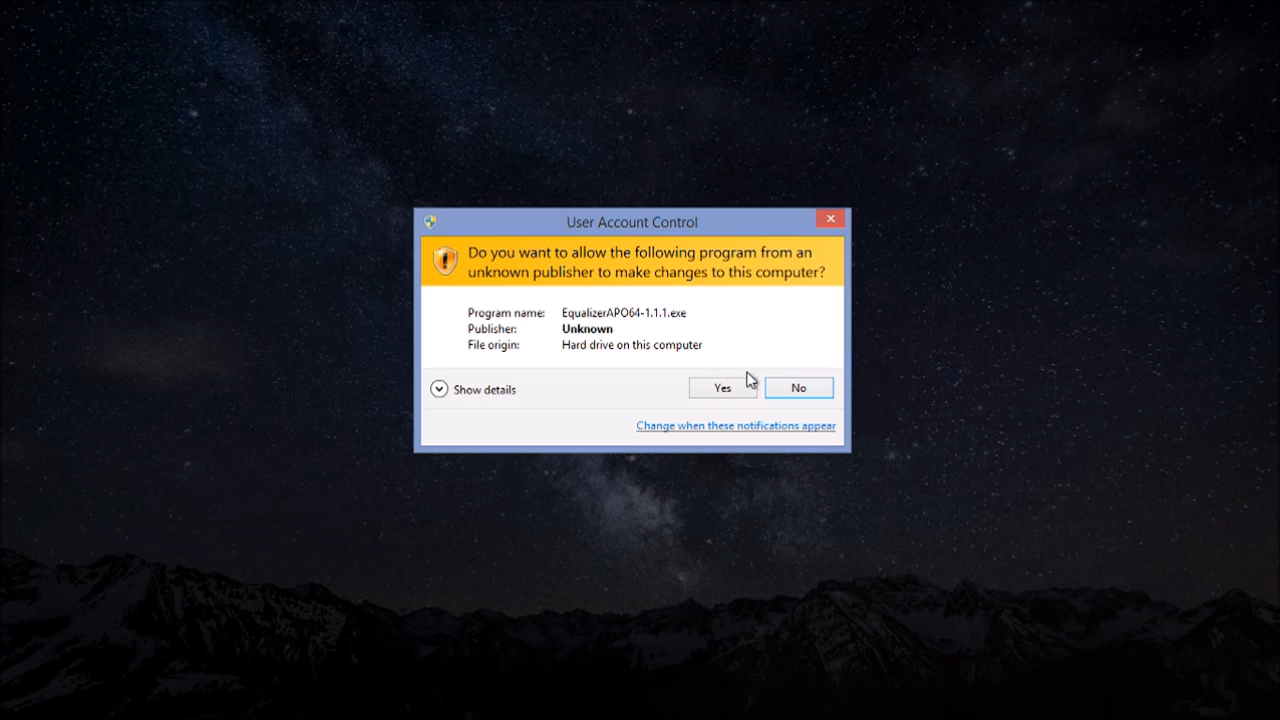 User Account Control
Do you want to allow the following program from an
unknown publisher to make changes to this computer?
Program name: EqualizerAPO64-1.1.1.exe
Publisher: Unknown
File origin: Hard drive on this computer
Show details Yes No
Change when these notifications appear